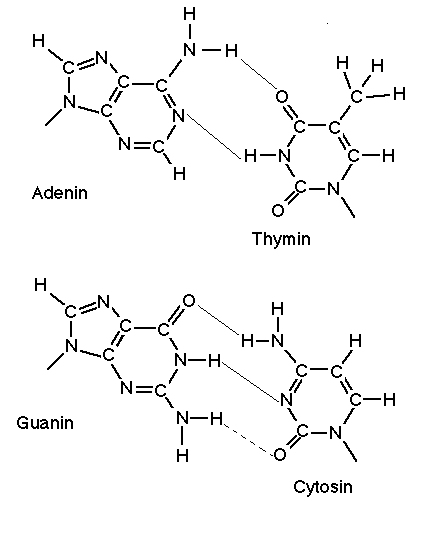 H
H N H
N
H H
C C C
O C H
N C N
C C
N C H N C H
H
C N
Adenin
O
Thymin
H
N O H
C
C C
H N H
N C N H
C C
N C
N C H
N H
Guanin
C N
H O
Cytosin